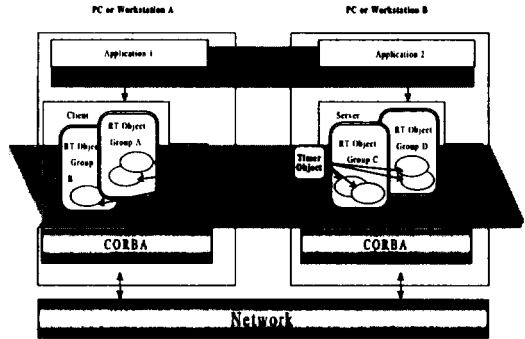 PC or Workstation A
PC or Workstation B
Application 1
Application 2
Client
RT Object
Group
B
RT Object
Group A
Server
RT Object
Group D
RT Object
Group C
Timer
Object
CORBA
CORBA
Network